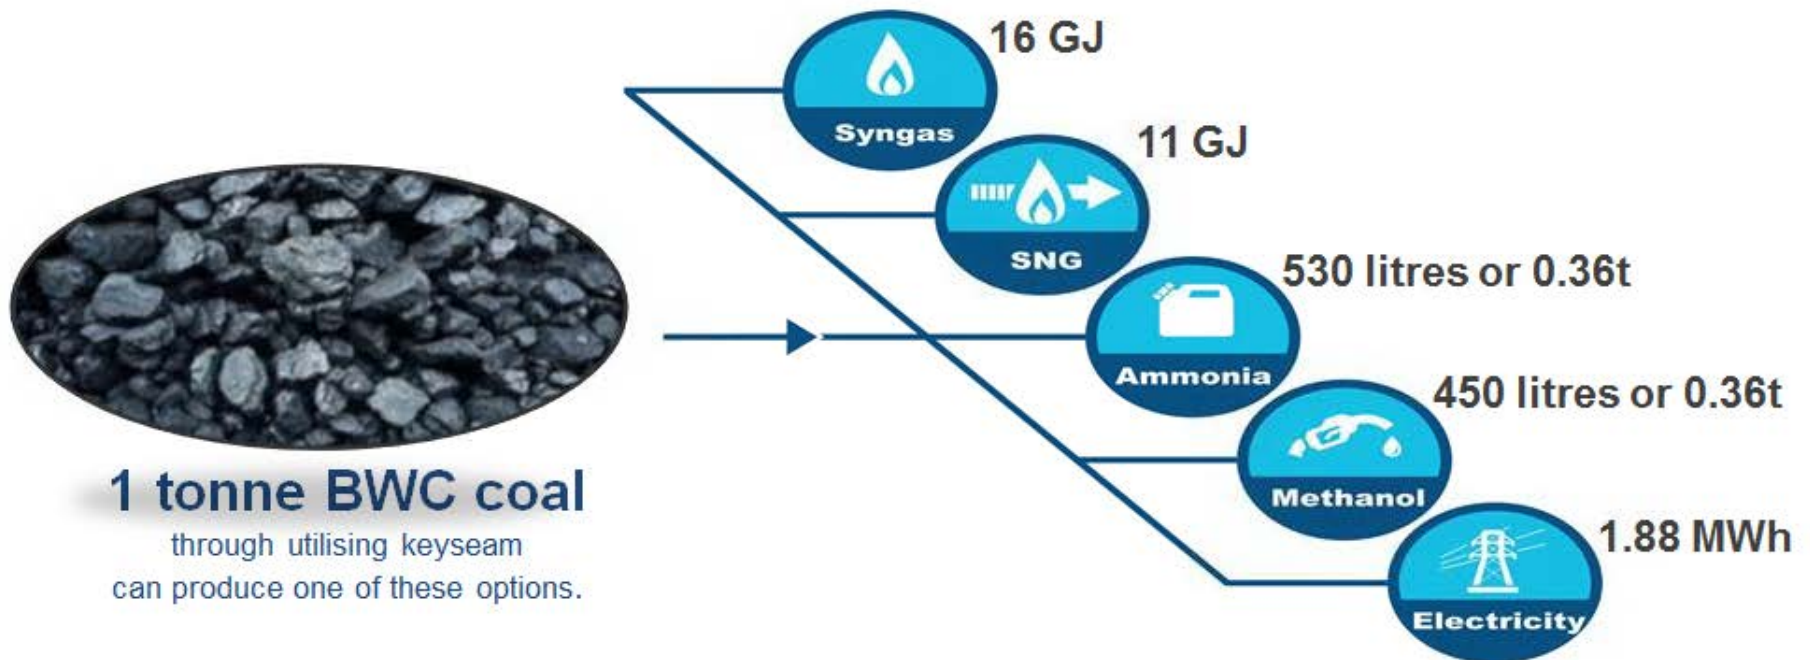 16 GJ
Syngas
11 GJ
SNG
530 litres or 0.36t
Ammonia
450 litres or 0.36t
Methanol
1.88 MWh
Electricity
1 tonne BWC coal
through utilising keyseam
can produce one of these options.